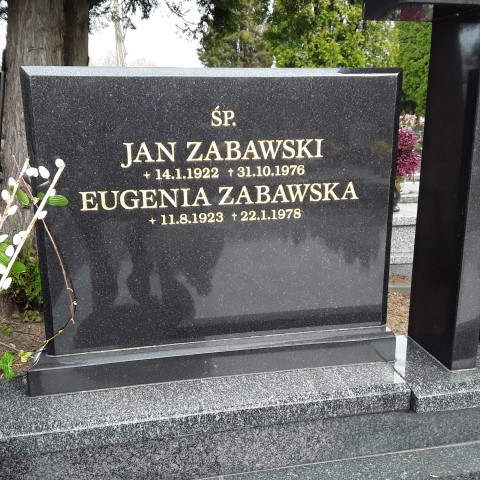 ŚP.
JAN ZABAWSKI
+ 14.1.1922 † 31.10.1976
EUGENIA ZABAWSKA
+ 11.8.1923 † 22.1.1978